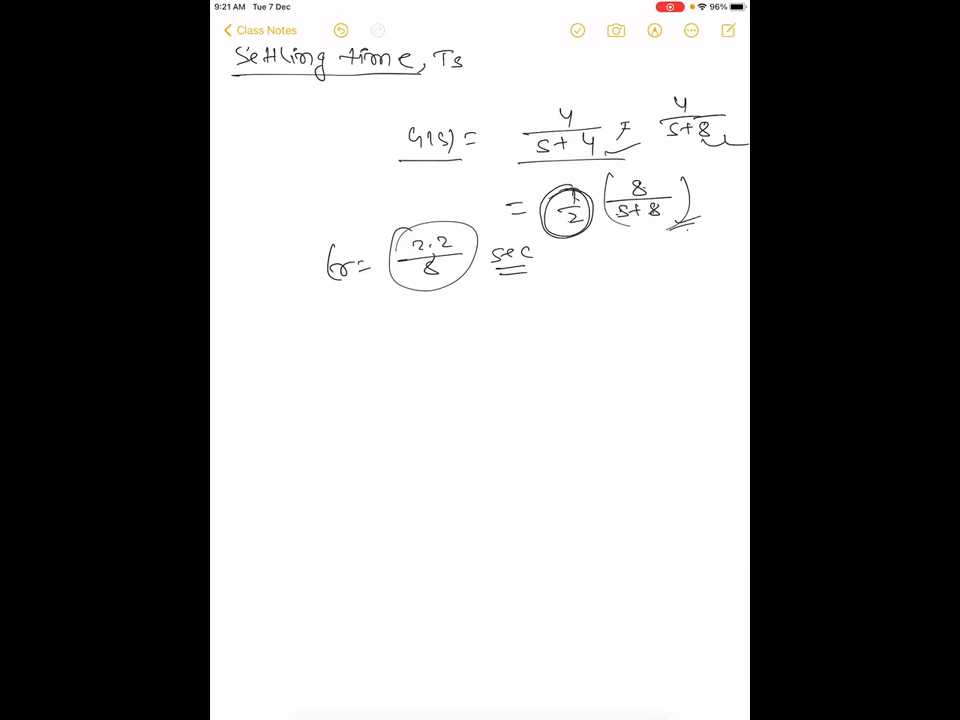 9:21 AM Tue 7 Dec 96%
Class Notes
Settling time, Ts
G(s) = 4/(s+4) ≠ 4/(s+8)
= 1/2 (8/(s+8))
tr = 2.2/8 sec